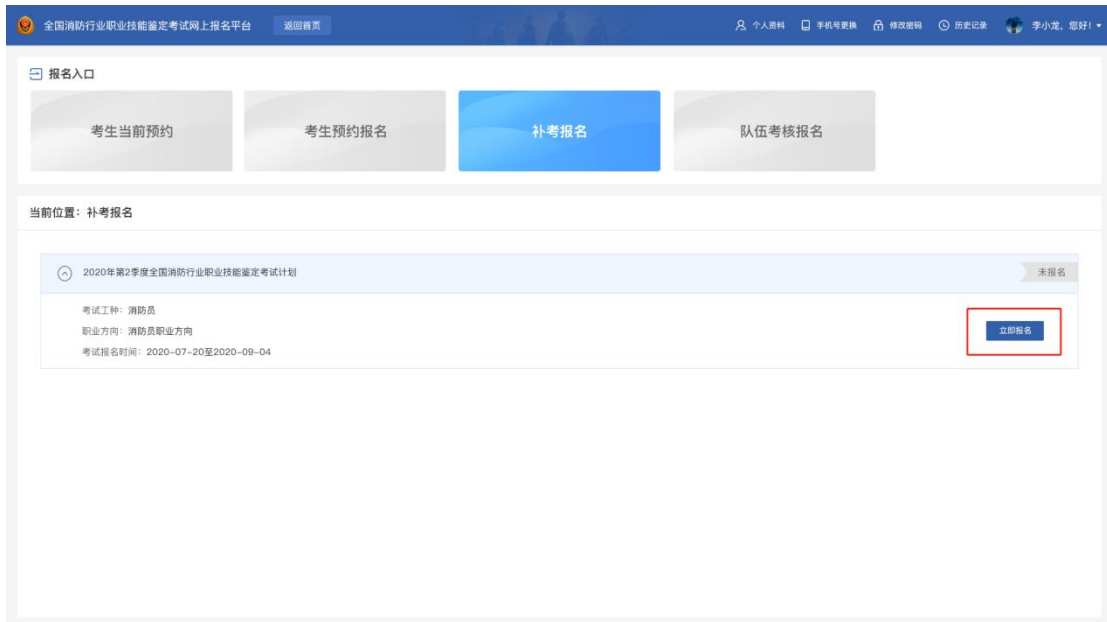 全国消防行业职业技能鉴定考试网上报名平台 返回首页 个人资料 手机号更换 修改密码 历史记录 李小龙，您好！
报名入口
考生当前预约 考生预约报名 补考报名 队伍考核报名
当前位置：补考报名
2020年第2季度全国消防行业职业技能鉴定考试计划 未报名
考试工种：消防员
职业方向：消防员职业方向 立即报名
考试报名时间：2020-07-20至2020-09-04